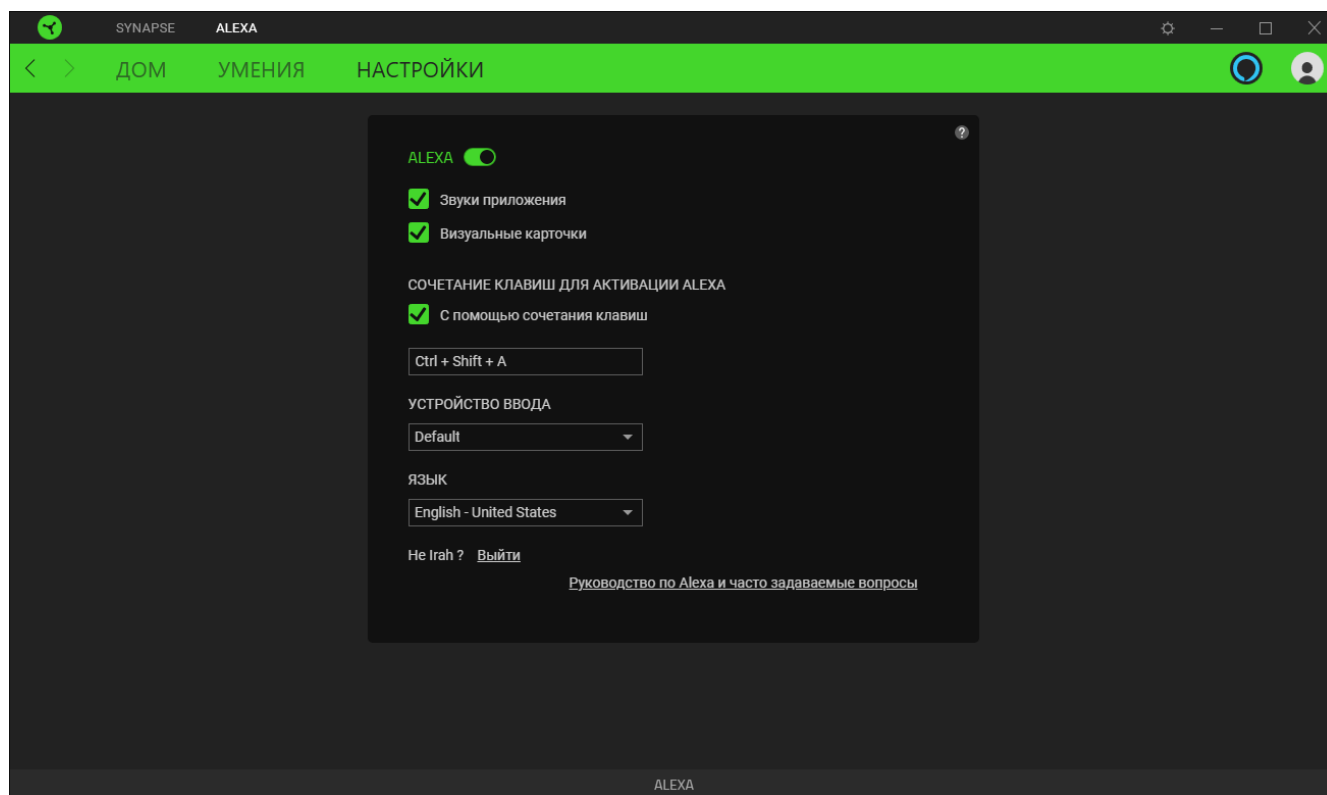 SYNAPSE ALEXA
ДОМ УМЕНИЯ НАСТРОЙКИ
?
ALEXA
Звуки приложения
Визуальные карточки
СОЧЕТАНИЕ КЛАВИШ ДЛЯ АКТИВАЦИИ ALEXA
С помощью сочетания клавиш
Ctrl + Shift + A
УСТРОЙСТВО ВВОДА
Default
ЯЗЫК
English - United States
Не Irah ? Выйти
Руководство по Alexa и часто задаваемые вопросы
ALEXA